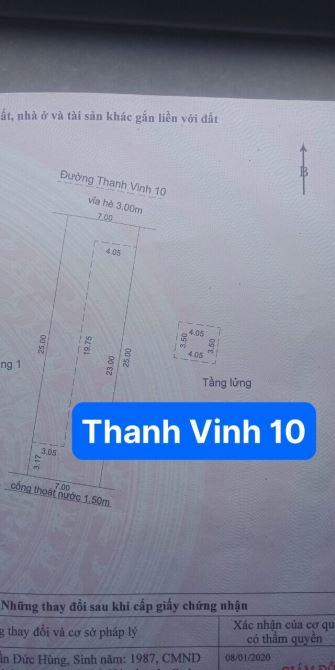 ất, nhà ở và tài sản khác gắn liền với đất
B
Đường Thanh Vinh 10
vỉa hè 3.00m
7.00
4.05
25.00
19.75
23.00
25.00
4.05
3.50
3.50
4.05
ng 1
Tầng lửng
Thanh Vinh 10
3.05
3.17
7.00
cống thoát nước 1.50m
Những thay đổi sau khi cấp giấy chứng nhận
g thay đổi và cơ sở pháp lý
Xác nhận của cơ qu
có thẩm quyền
ần Đức Hùng, Sinh năm: 1987, CMND
08/01/2020